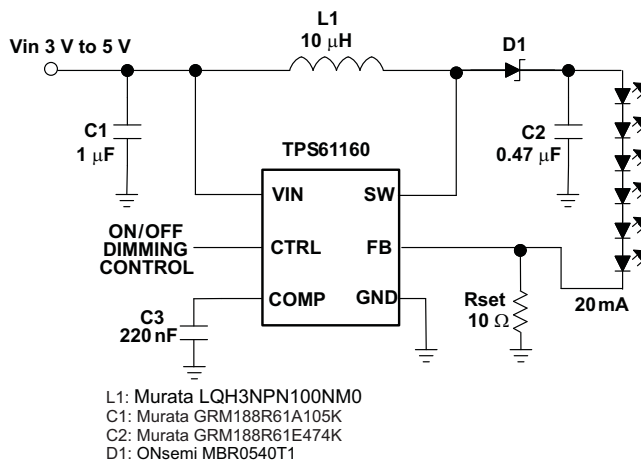 L1
10 μH
Vin 3 V to 5 V
D1
C1
1 μF
C2
0.47 μF
TPS61160
VIN
SW
ON/OFF
DIMMING
CONTROL
CTRL
FB
COMP
GND
C3
220 nF
Rset
10 Ω
20 mA
L1: Murata LQH3NPN100NM0
C1: Murata GRM188R61A105K
C2: Murata GRM188R61E474K
D1: ONsemi MBR0540T1